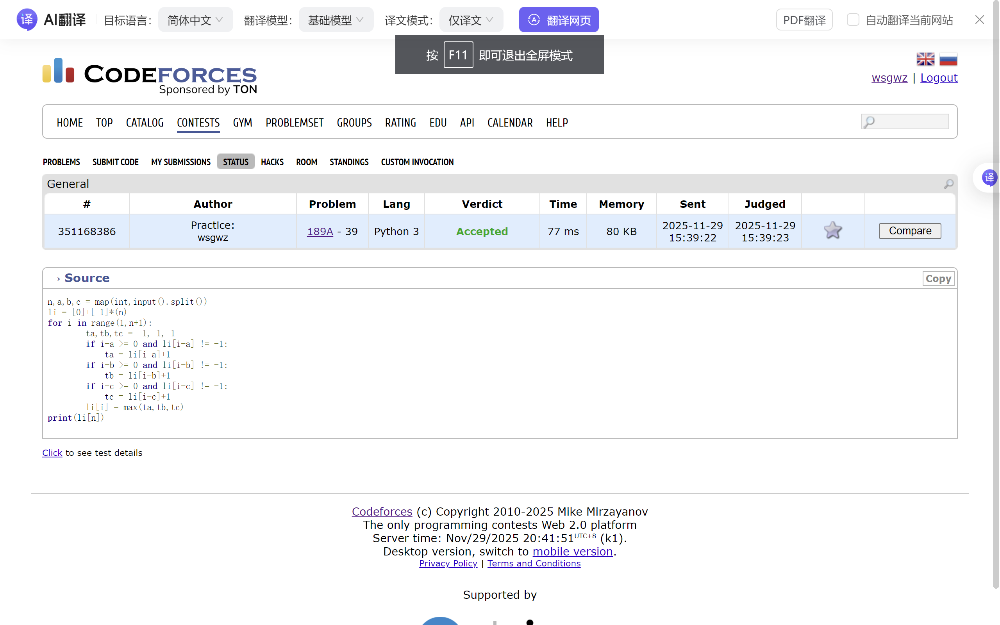 译 AI翻译 目标语言： 简体中文 翻译模型： 基础模型 译文模式： 仅译文 翻译网页 PDF翻译 自动翻译当前网站
按 F11 即可退出全屏模式
CODEFORCES
Sponsored by TON
wsgwz | Logout
HOME TOP CATALOG CONTESTS GYM PROBLEMSET GROUPS RATING EDU API CALENDAR HELP
PROBLEMS SUBMIT CODE MY SUBMISSIONS STATUS HACKS ROOM STANDINGS CUSTOM INVOCATION
译
General
# Author Problem Lang Verdict Time Memory Sent Judged
351168386 Practice: wsgwz 189A - 39 Python 3 Accepted 77 ms 80 KB 2025-11-29 15:39:22 2025-11-29 15:39:23 Compare
→ Source Copy
n,a,b,c = map(int,input().split())
li = [0]+[-1]*(n)
for i in range(1,n+1):
        ta,tb,tc = -1,-1,-1
        if i-a >= 0 and li[i-a] != -1:
            ta = li[i-a]+1
        if i-b >= 0 and li[i-b] != -1:
            tb = li[i-b]+1
        if i-c >= 0 and li[i-c] != -1:
            tc = li[i-c]+1
        li[i] = max(ta,tb,tc)
print(li[n])
Click to see test details
Codeforces (c) Copyright 2010-2025 Mike Mirzayanov
The only programming contests Web 2.0 platform
Server time: Nov/29/2025 20:41:51 UTC+8 (k1).
Desktop version, switch to mobile version.
Privacy Policy | Terms and Conditions
Supported by